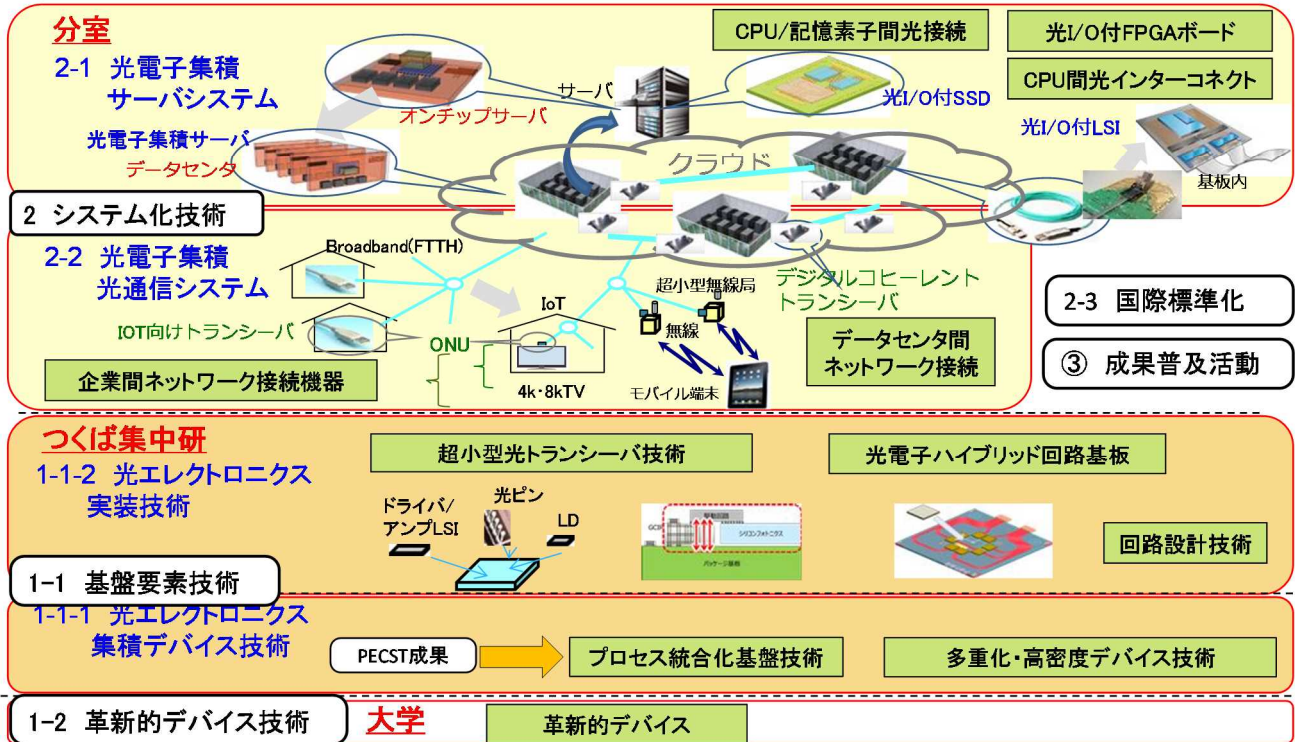 分室
2-1 光電子集積
サーバシステム
CPU/記憶素子間光接続
光I/O付FPGAボード
CPU間光インターコネクト
サーバ
光I/O付SSD
オンチップサーバ
光I/O付LSI
光電子集積サーバ
データセンタ
クラウド
基板内
2 システム化技術
2-2 光電子集積
光通信システム
Broadband(FTTH)
デジタルコヒーレント
トランシーバ
超小型無線局
IoT
無線
IOT向けトランシーバ
ONU
2-3 国際標準化
データセンタ間
ネットワーク接続
③ 成果普及活動
企業間ネットワーク接続機器
4k・8kTV
モバイル端末
つくば集中研
1-1-2 光エレクトロニクス
実装技術
超小型光トランシーバ技術
光電子ハイブリッド回路基板
ドライバ/
アンプLSI
光ピン
LD
シリコンフォトニクス
回路設計技術
1-1 基盤要素技術
1-1-1 光エレクトロニクス
集積デバイス技術
PECST成果
プロセス統合化基盤技術
多重化・高密度デバイス技術
1-2 革新的デバイス技術
大学
革新的デバイス